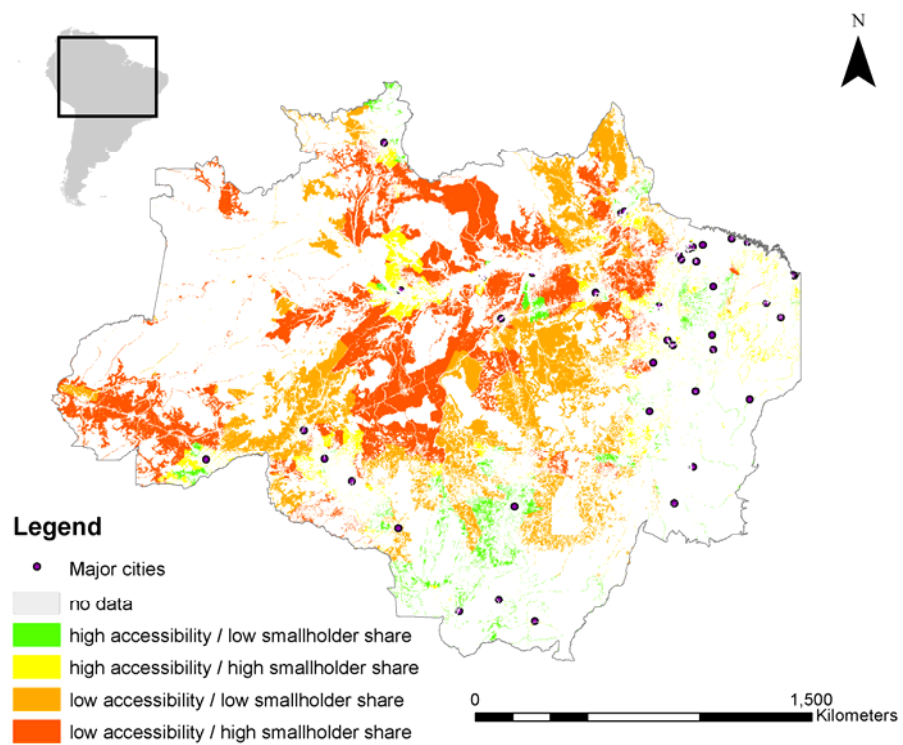 N
Legend
Major cities
no data
high accessibility / low smallholder share
high accessibility / high smallholder share
low accessibility / low smallholder share
low accessibility / high smallholder share
0 1,500
Kilometers